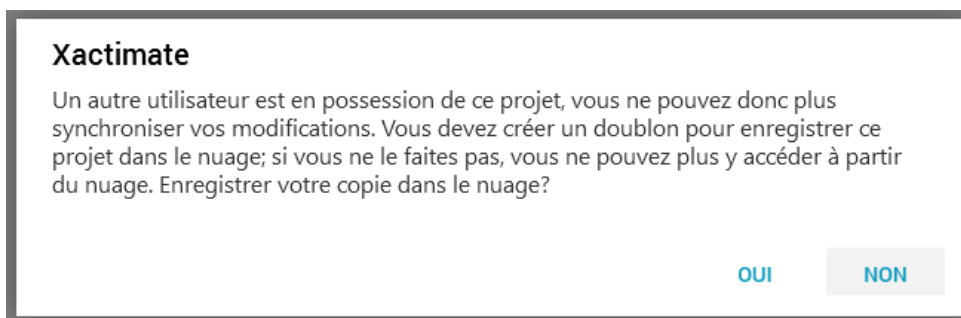 Xactimate
Un autre utilisateur est en possession de ce projet, vous ne pouvez donc plus
synchroniser vos modifications. Vous devez créer un doublon pour enregistrer ce
projet dans le nuage; si vous ne le faites pas, vous ne pouvez plus y accéder à partir
du nuage. Enregistrer votre copie dans le nuage?
OUI NON